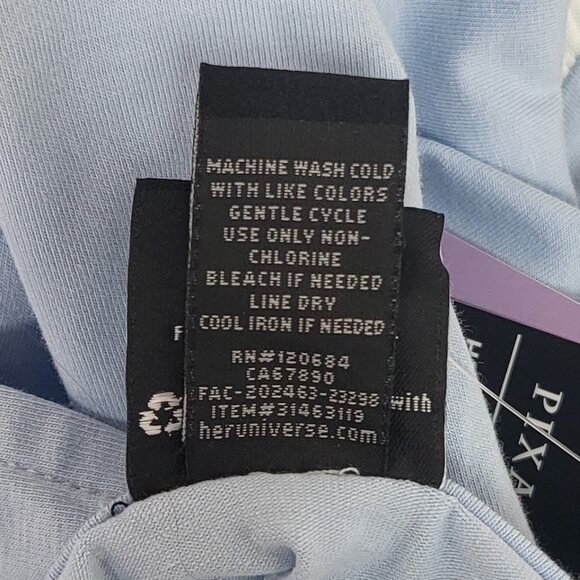 MACHINE WASH COLD
WITH LIKE COLORS
GENTLE CYCLE
USE ONLY NON-
CHLORINE
BLEACH IF NEEDED
LINE DRY
COOL IRON IF NEEDED
RN#120684
CA67890
FAC-202463-23298
ITEM#31463119
heruniverse.com
with
PIXA